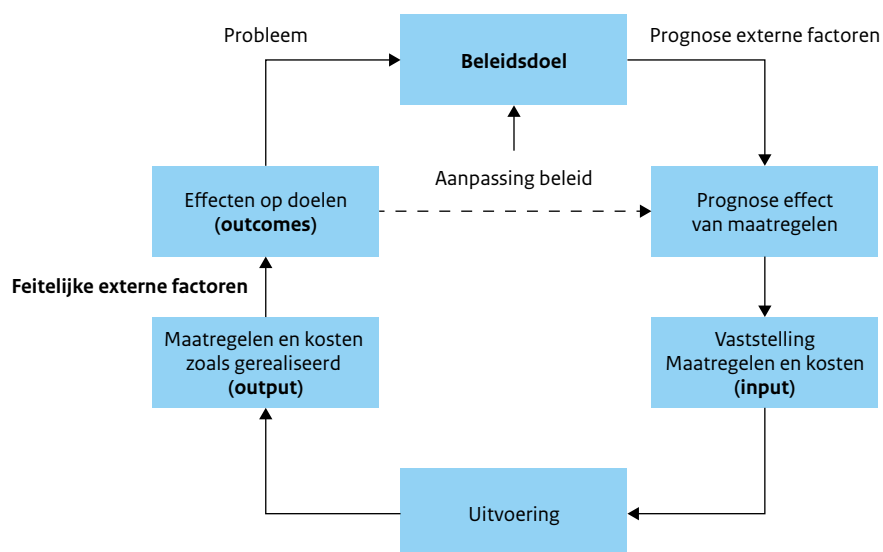 Probleem
Beleidsdoel
Prognose externe factoren
Effecten op doelen
(outcomes)
Aanpassing beleid
Prognose effect
van maatregelen
Feitelijke externe factoren
Maatregelen en kosten
zoals gerealiseerd
(output)
Vaststelling
Maatregelen en kosten
(input)
Uitvoering